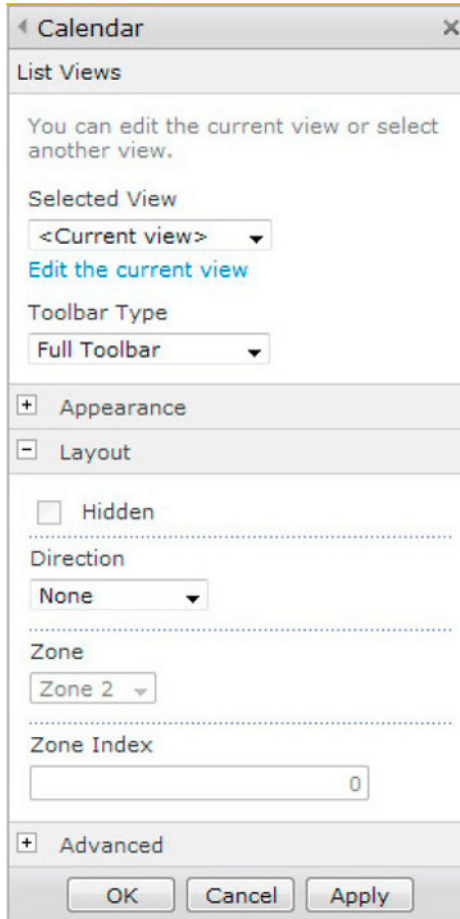 Calendar
List Views
You can edit the current view or select
another view.
Selected View
<Current view>
Edit the current view
Toolbar Type
Full Toolbar
Appearance
Layout
Hidden
Direction
None
Zone
Zone 2
Zone Index
0
Advanced
OK Cancel Apply